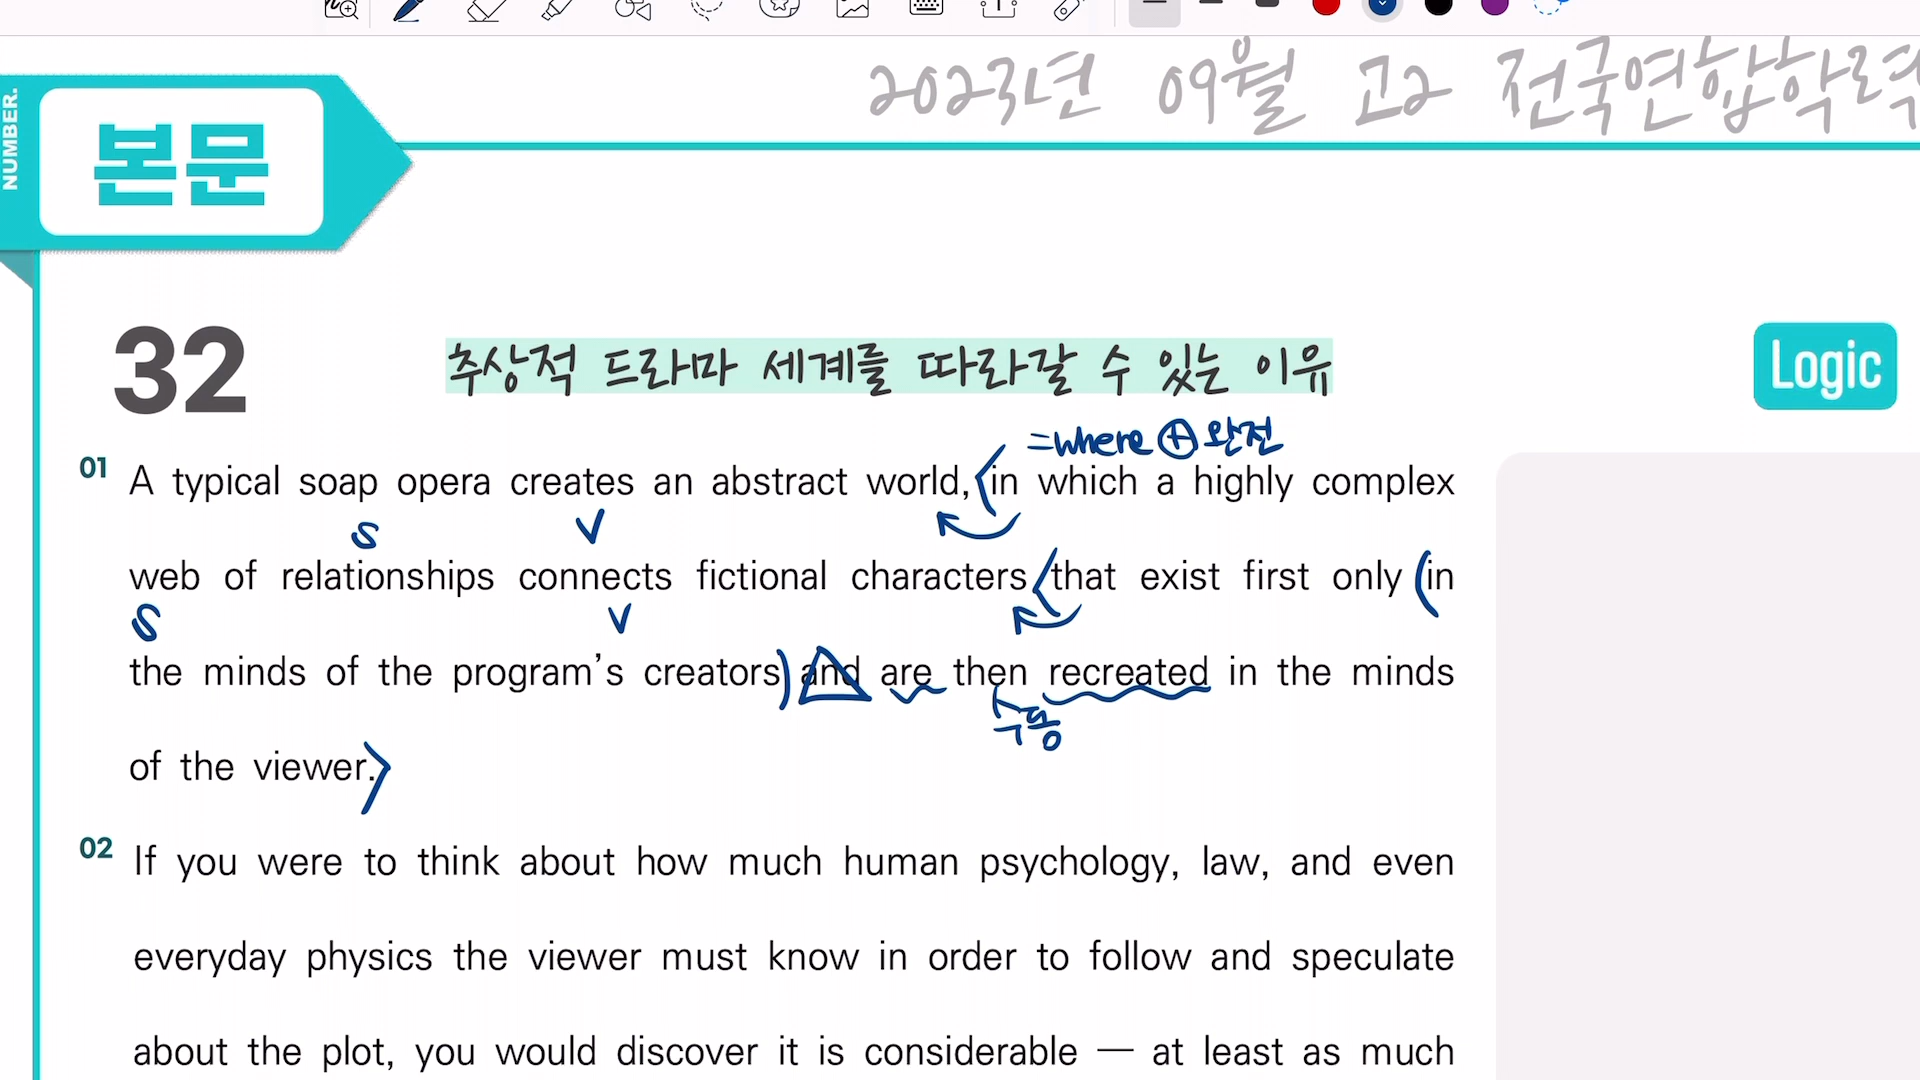 2023년 09월 고2 전국연합학력
NUMBER.
본문
32
추상적 드라마 세계를 따라갈 수 있는 이유
Logic
=where + 완전
01 A typical soap opera creates an abstract world, in which a highly complex
S V
web of relationships connects fictional characters that exist first only (in
S V
the minds of the program's creators) and are then recreated in the minds
수동
of the viewer.
02 If you were to think about how much human psychology, law, and even
everyday physics the viewer must know in order to follow and speculate
about the plot, you would discover it is considerable — at least as much